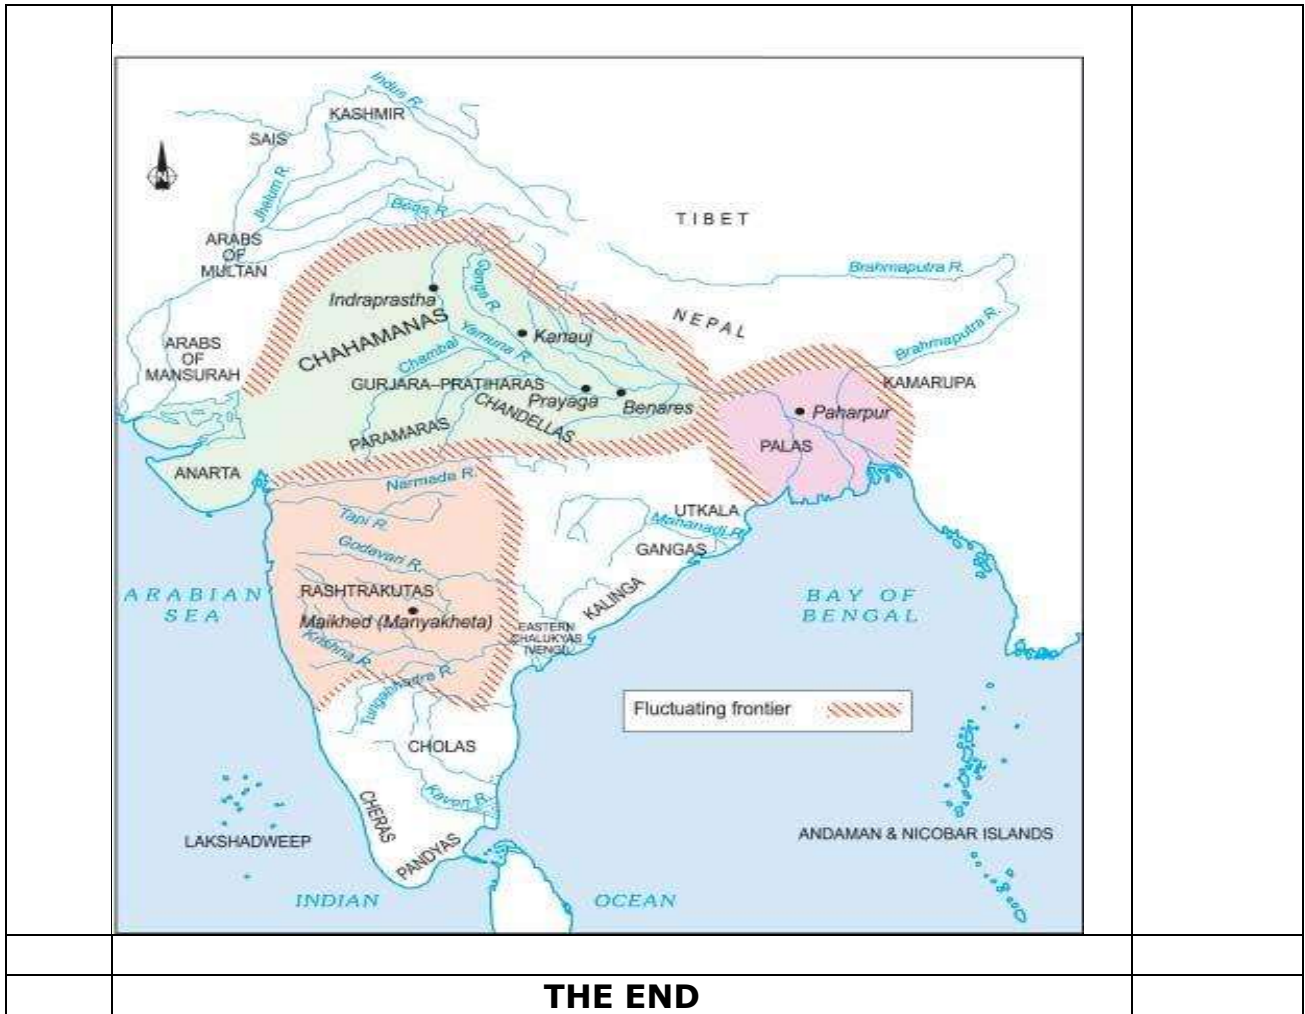 Indus R.
KASHMIR
SAIS
N
Jhelum R.
Beas R.
TIBET
ARABS
OF
MULTAN
Brahmaputra R.
Indraprastha
Ganga R.
NEPAL
Brahmaputra R.
CHAHAMANAS
Kanauj
Yamuna R.
Chambal
ARABS
OF
MANSURAH
GURJARA–PRATIHARAS
KAMARUPA
Prayaga
Benares
CHANDELLAS
Paharpur
PARAMARAS
PALAS
ANARTA
Narmada R.
Tapi R.
UTKALA
Mahanadi R.
Godavari R.
GANGAS
RASHTRAKUTAS
KALINGA
ARABIAN
SEA
BAY OF
BENGAL
Malkhed (Manyakheta)
EASTERN
CHALUKYAS
(VENGI)
Krishna R.
Tungabhadra R.
Fluctuating frontier
CHOLAS
Kaveri R.
CHERAS
PANDYAS
LAKSHADWEEP
ANDAMAN & NICOBAR ISLANDS
INDIAN
OCEAN
THE END